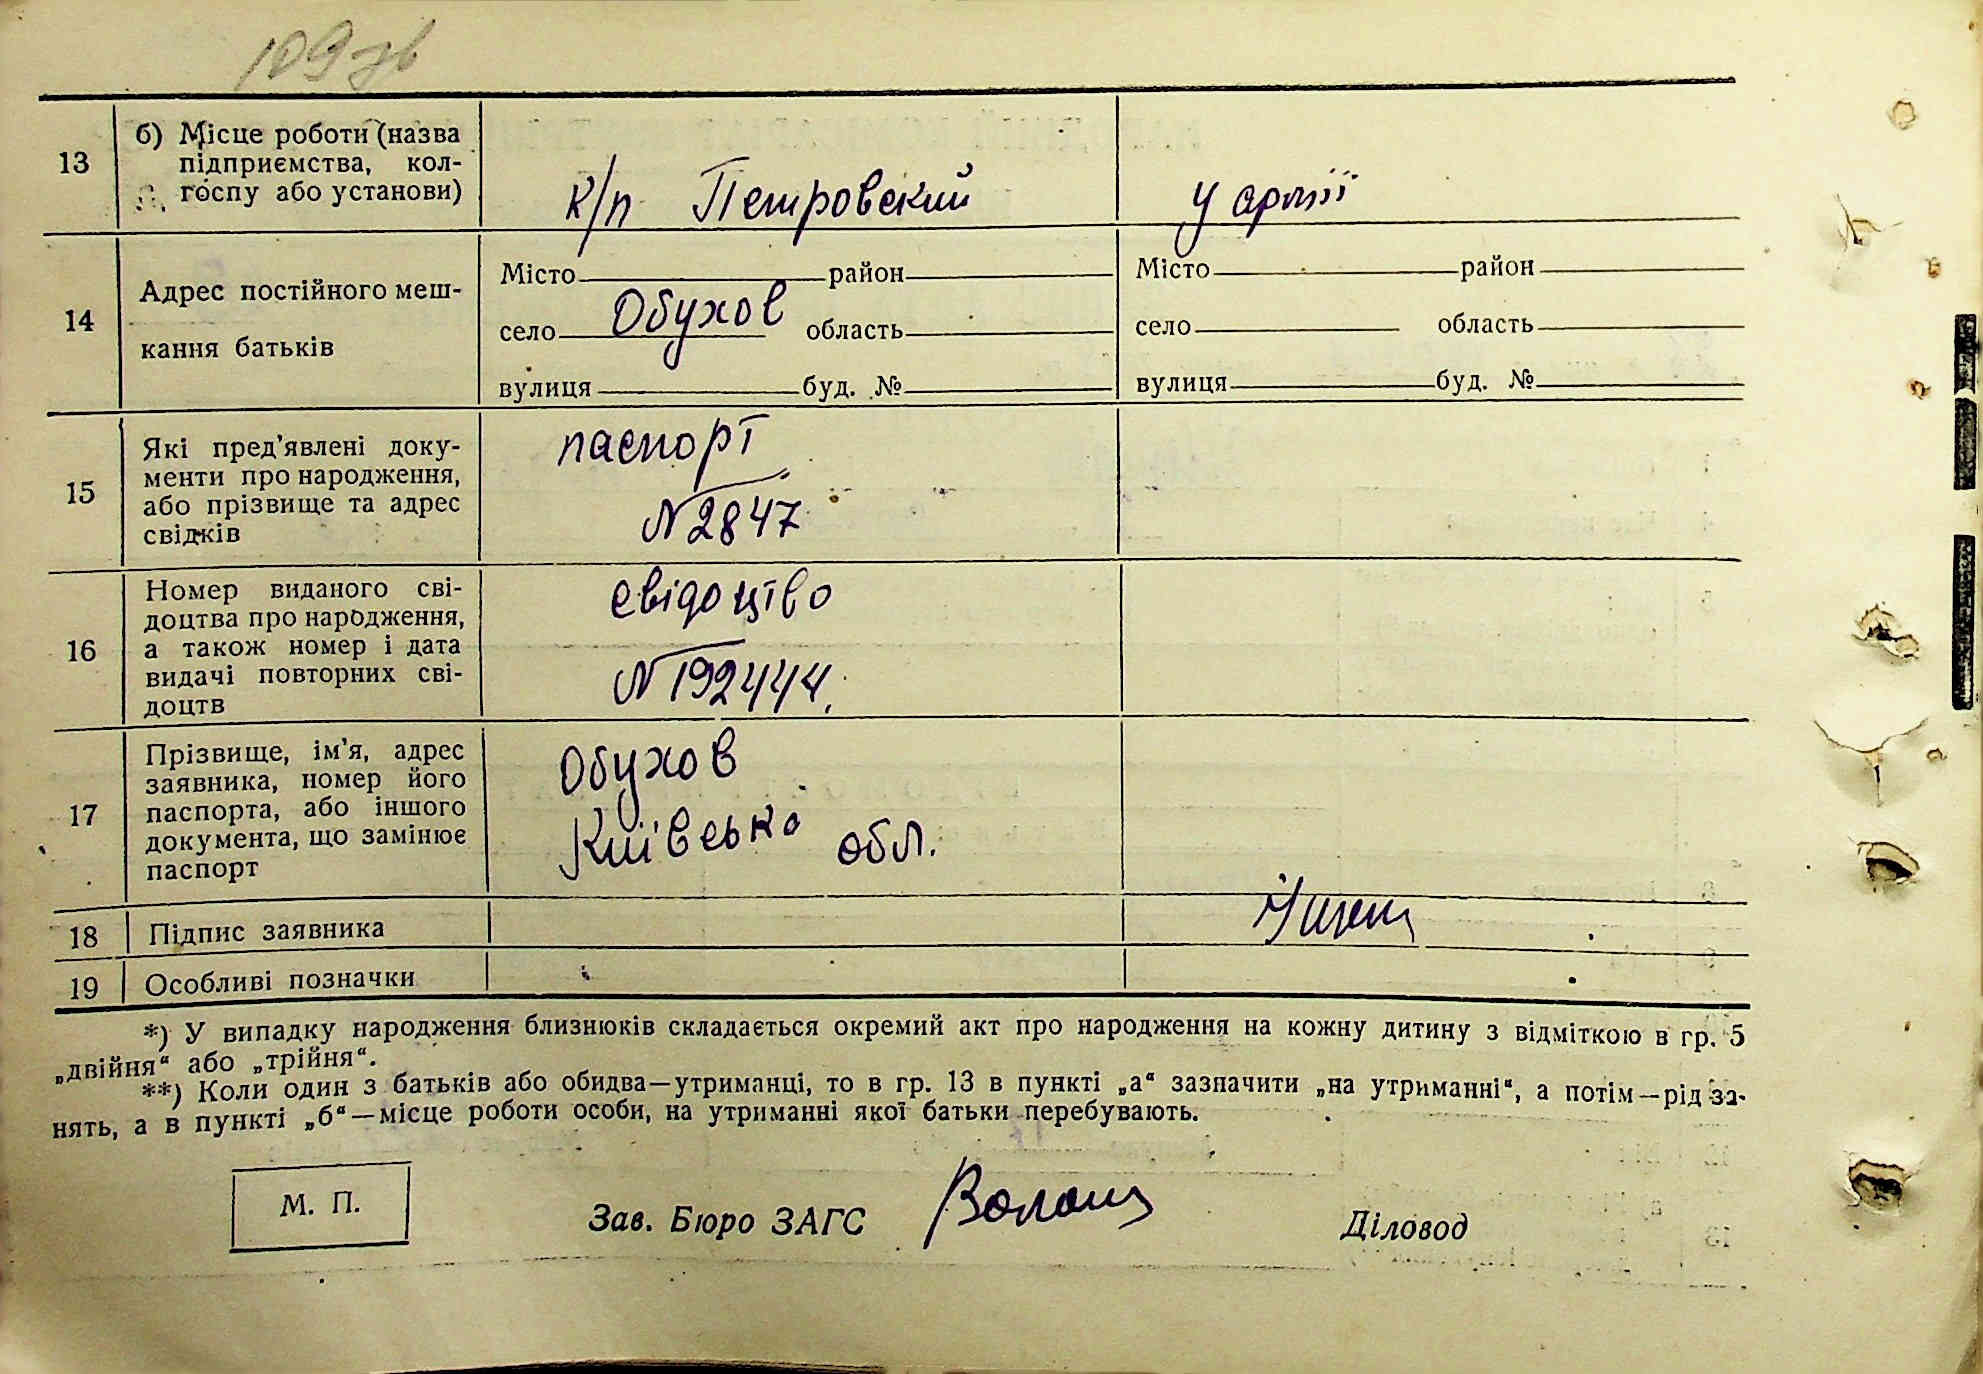 109 зв
13
б) Місце роботи (назва
підприємства, кол-
госпу або установи)
к/п Петровский
у армії
14
Адрес постійного меш-
кання батьків
Місто район
село Обухов область
вулиця буд. №
Місто район
село область
вулиця буд. №
15
Які пред'явлені доку-
менти про народження,
або прізвище та адрес
свідків
паспорт
№ 2847
16
Номер виданого сві-
доцтва про народження,
а також номер і дата
видачі повторних сві-
доцтв
свідоцтво
№ 192444.
17
Прізвище, ім'я, адрес
заявника, номер його
паспорта, або іншого
документа, що замінює
паспорт
Обухов
Київсько обл.
18
Підпис заявника
19
Особливі позначки
*) У випадку народження близнюків складається окремий акт про народження на кожну дитину з відміткою в гр. 5
„двійня“ або „трійня“.
**) Коли один з батьків або обидва—утриманці, то в гр. 13 в пункті „а“ зазначити „на утриманні“, а потім—рід за-
нять, а в пункті „б“—місце роботи особи, на утриманні якої батьки перебувають.
М. П.
Зав. Бюро ЗАГС
Діловод